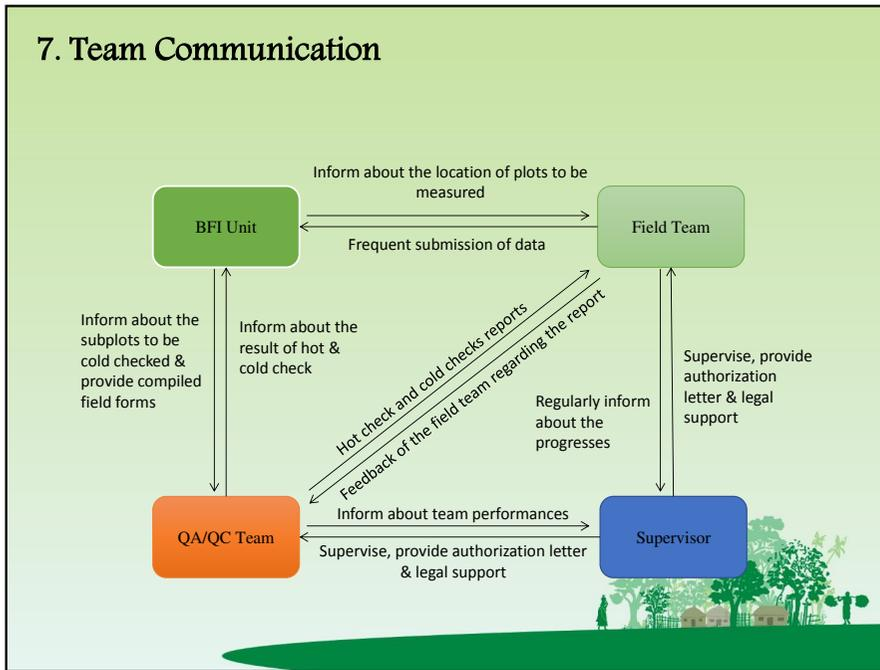 7. Team Communication
Inform about the location of plots to be
measured
BFI Unit
Field Team
Frequent submission of data
Inform about the
subplots to be
cold checked &
provide compiled
field forms
Inform about the
result of hot &
cold check
Hot check and cold checks reports
Feedback of the field team regarding the report
Regularly inform
about the
progresses
Supervise, provide
authorization
letter & legal
support
QA/QC Team
Inform about team performances
Supervise, provide authorization letter
& legal support
Supervisor